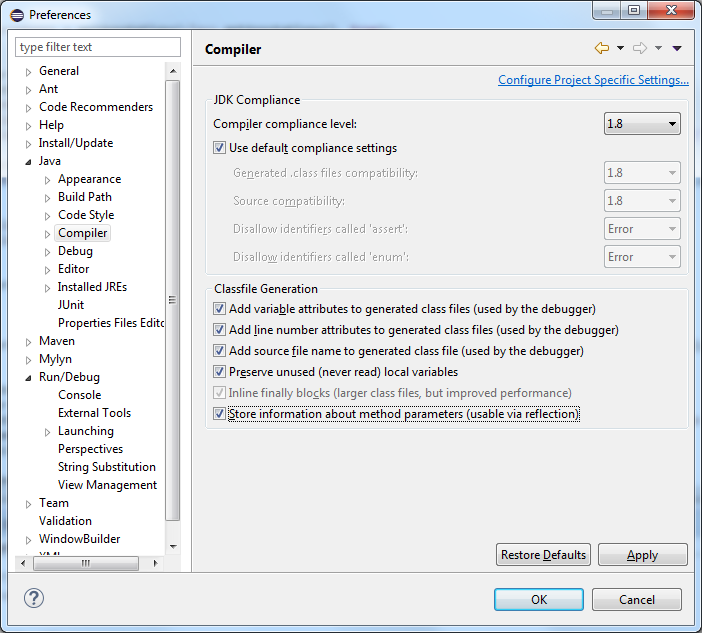 Preferences
type filter text
General
Ant
Code Recommenders
Help
Install/Update
Java
Appearance
Build Path
Code Style
Compiler
Debug
Editor
Installed JREs
JUnit
Properties Files Edito
Maven
Mylyn
Run/Debug
Console
External Tools
Launching
Perspectives
String Substitution
View Management
Team
Validation
WindowBuilder
Compiler
Configure Project Specific Settings...
JDK Compliance
Compiler compliance level: 1.8
Use default compliance settings
Generated .class files compatibility: 1.8
Source compatibility: 1.8
Disallow identifiers called 'assert': Error
Disallow identifiers called 'enum': Error
Classfile Generation
Add variable attributes to generated class files (used by the debugger)
Add line number attributes to generated class files (used by the debugger)
Add source file name to generated class file (used by the debugger)
Preserve unused (never read) local variables
Inline finally blocks (larger class files, but improved performance)
Store information about method parameters (usable via reflection)
Restore Defaults Apply
? OK Cancel